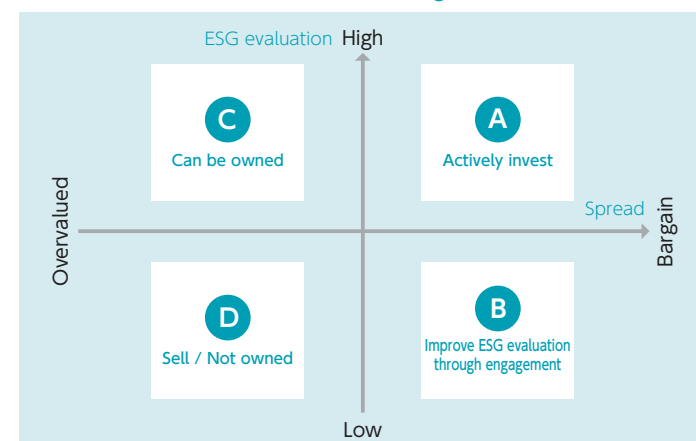 ESG evaluation High
C
Can be owned
A
Actively invest
Overvalued
Spread
Bargain
D
Sell / Not owned
B
Improve ESG evaluation
through engagement
Low